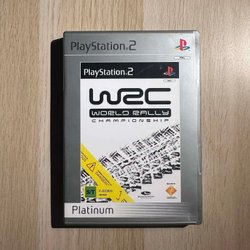 PlayStation 2
PlayStation 2
WRC
WORLD RALLY
CHAMPIONSHIP
Platinum